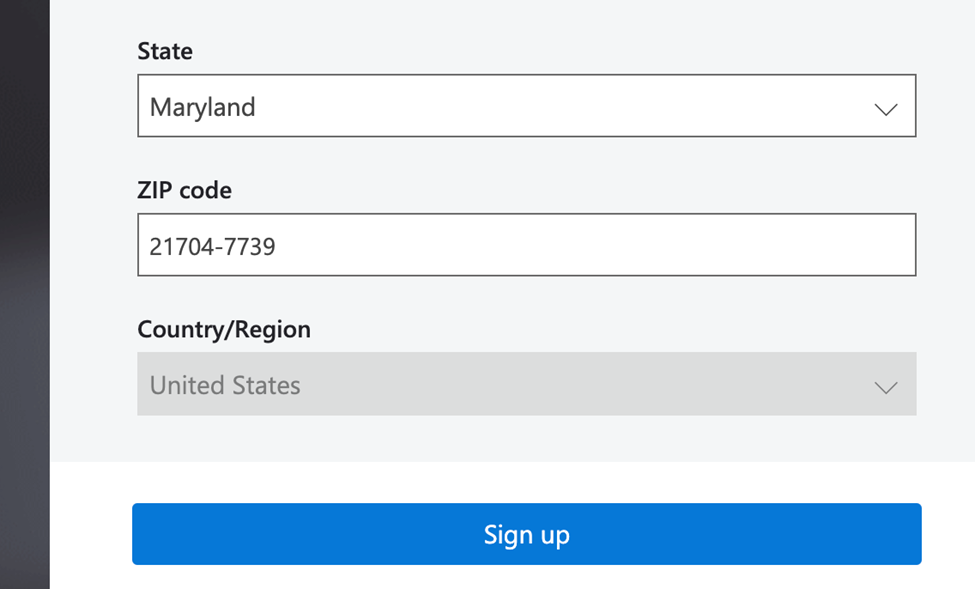 State
Maryland
ZIP code
21704-7739
Country/Region
United States
Sign up